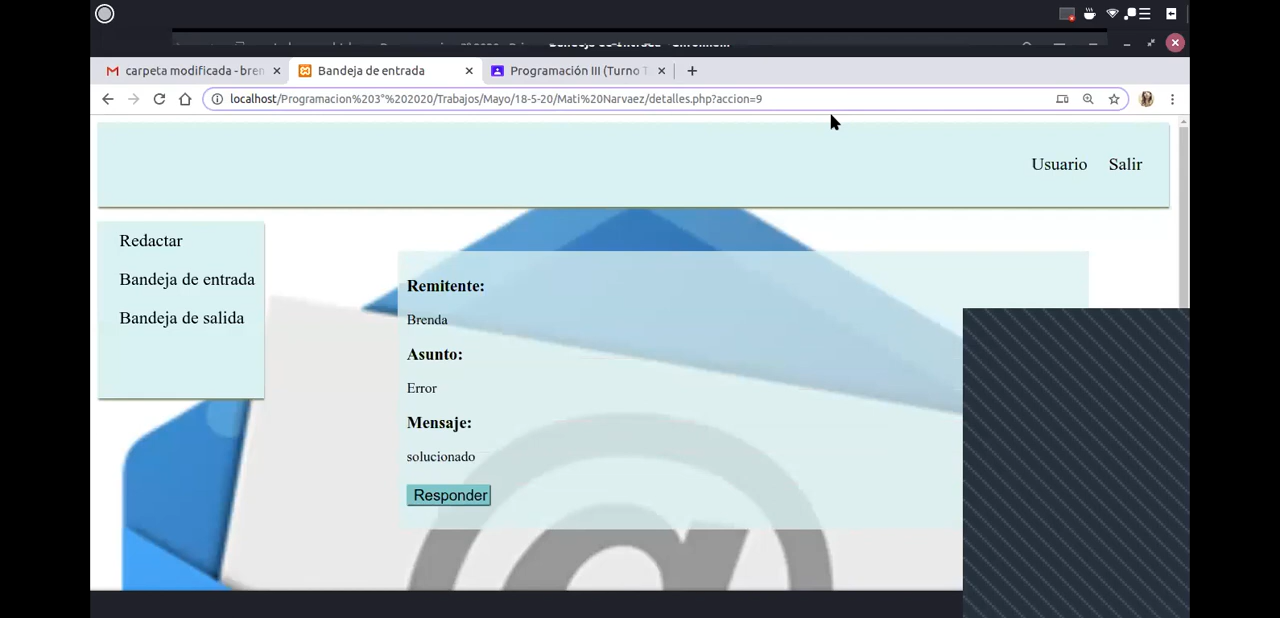 carpeta modificada - bren
Bandeja de entrada
Programación III (Turno T
localhost/Programacion%203°%202020/Trabajos/Mayo/18-5-20/Mati%20Narvaez/detalles.php?accion=9
Usuario Salir
Redactar
Bandeja de entrada
Bandeja de salida
Remitente:
Brenda
Asunto:
Error
Mensaje:
solucionado
Responder